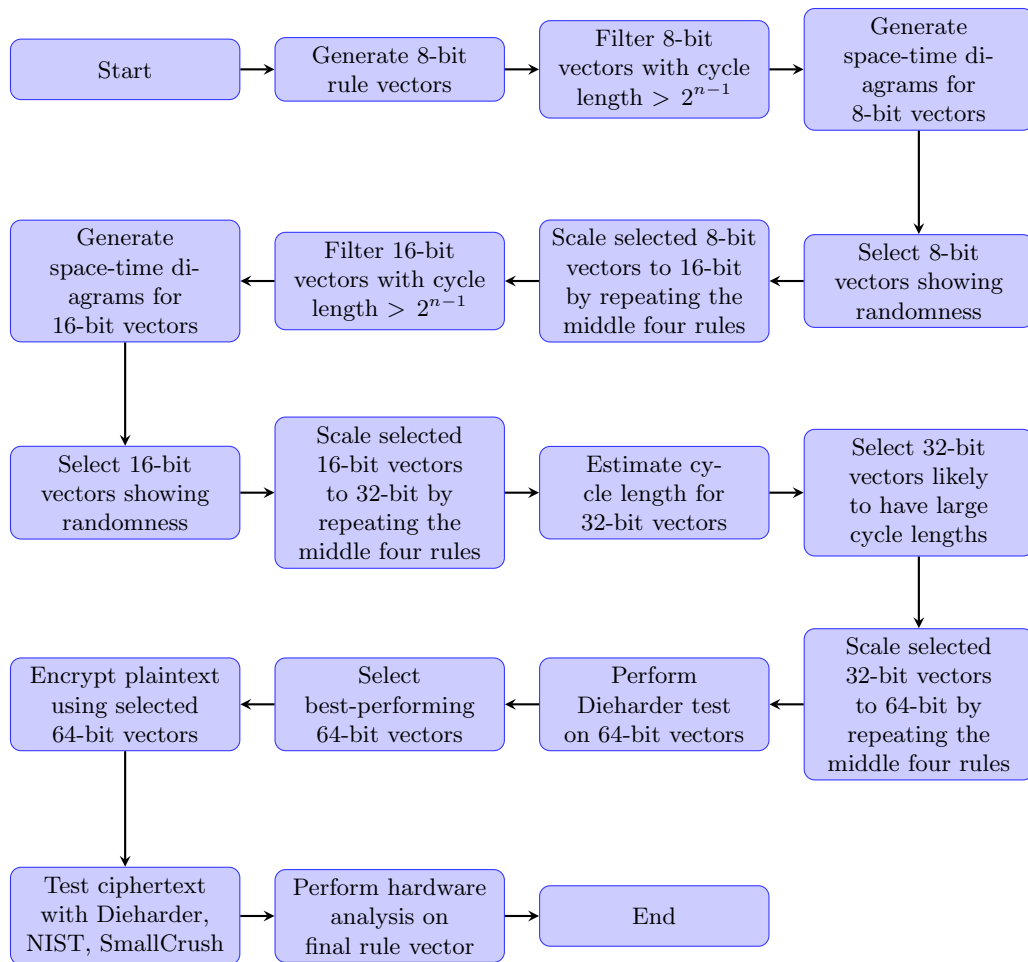 Start
Generate 8-bit
rule vectors
Filter 8-bit
vectors with cycle
length > 2^{n−1}
Generate
space-time di-
agrams for
8-bit vectors
Select 8-bit
vectors showing
randomness
Scale selected 8-bit
vectors to 16-bit
by repeating the
middle four rules
Filter 16-bit
vectors with cycle
length > 2^{n−1}
Generate
space-time di-
agrams for
16-bit vectors
Select 16-bit
vectors showing
randomness
Scale selected
16-bit vectors
to 32-bit by
repeating the
middle four rules
Estimate cy-
cle length for
32-bit vectors
Select 32-bit
vectors likely
to have large
cycle lengths
Scale selected
32-bit vectors
to 64-bit by
repeating the
middle four rules
Perform
Dieharder test
on 64-bit vectors
Select
best-performing
64-bit vectors
Encrypt plaintext
using selected
64-bit vectors
Test ciphertext
with Dieharder,
NIST, SmallCrush
Perform hardware
analysis on
final rule vector
End